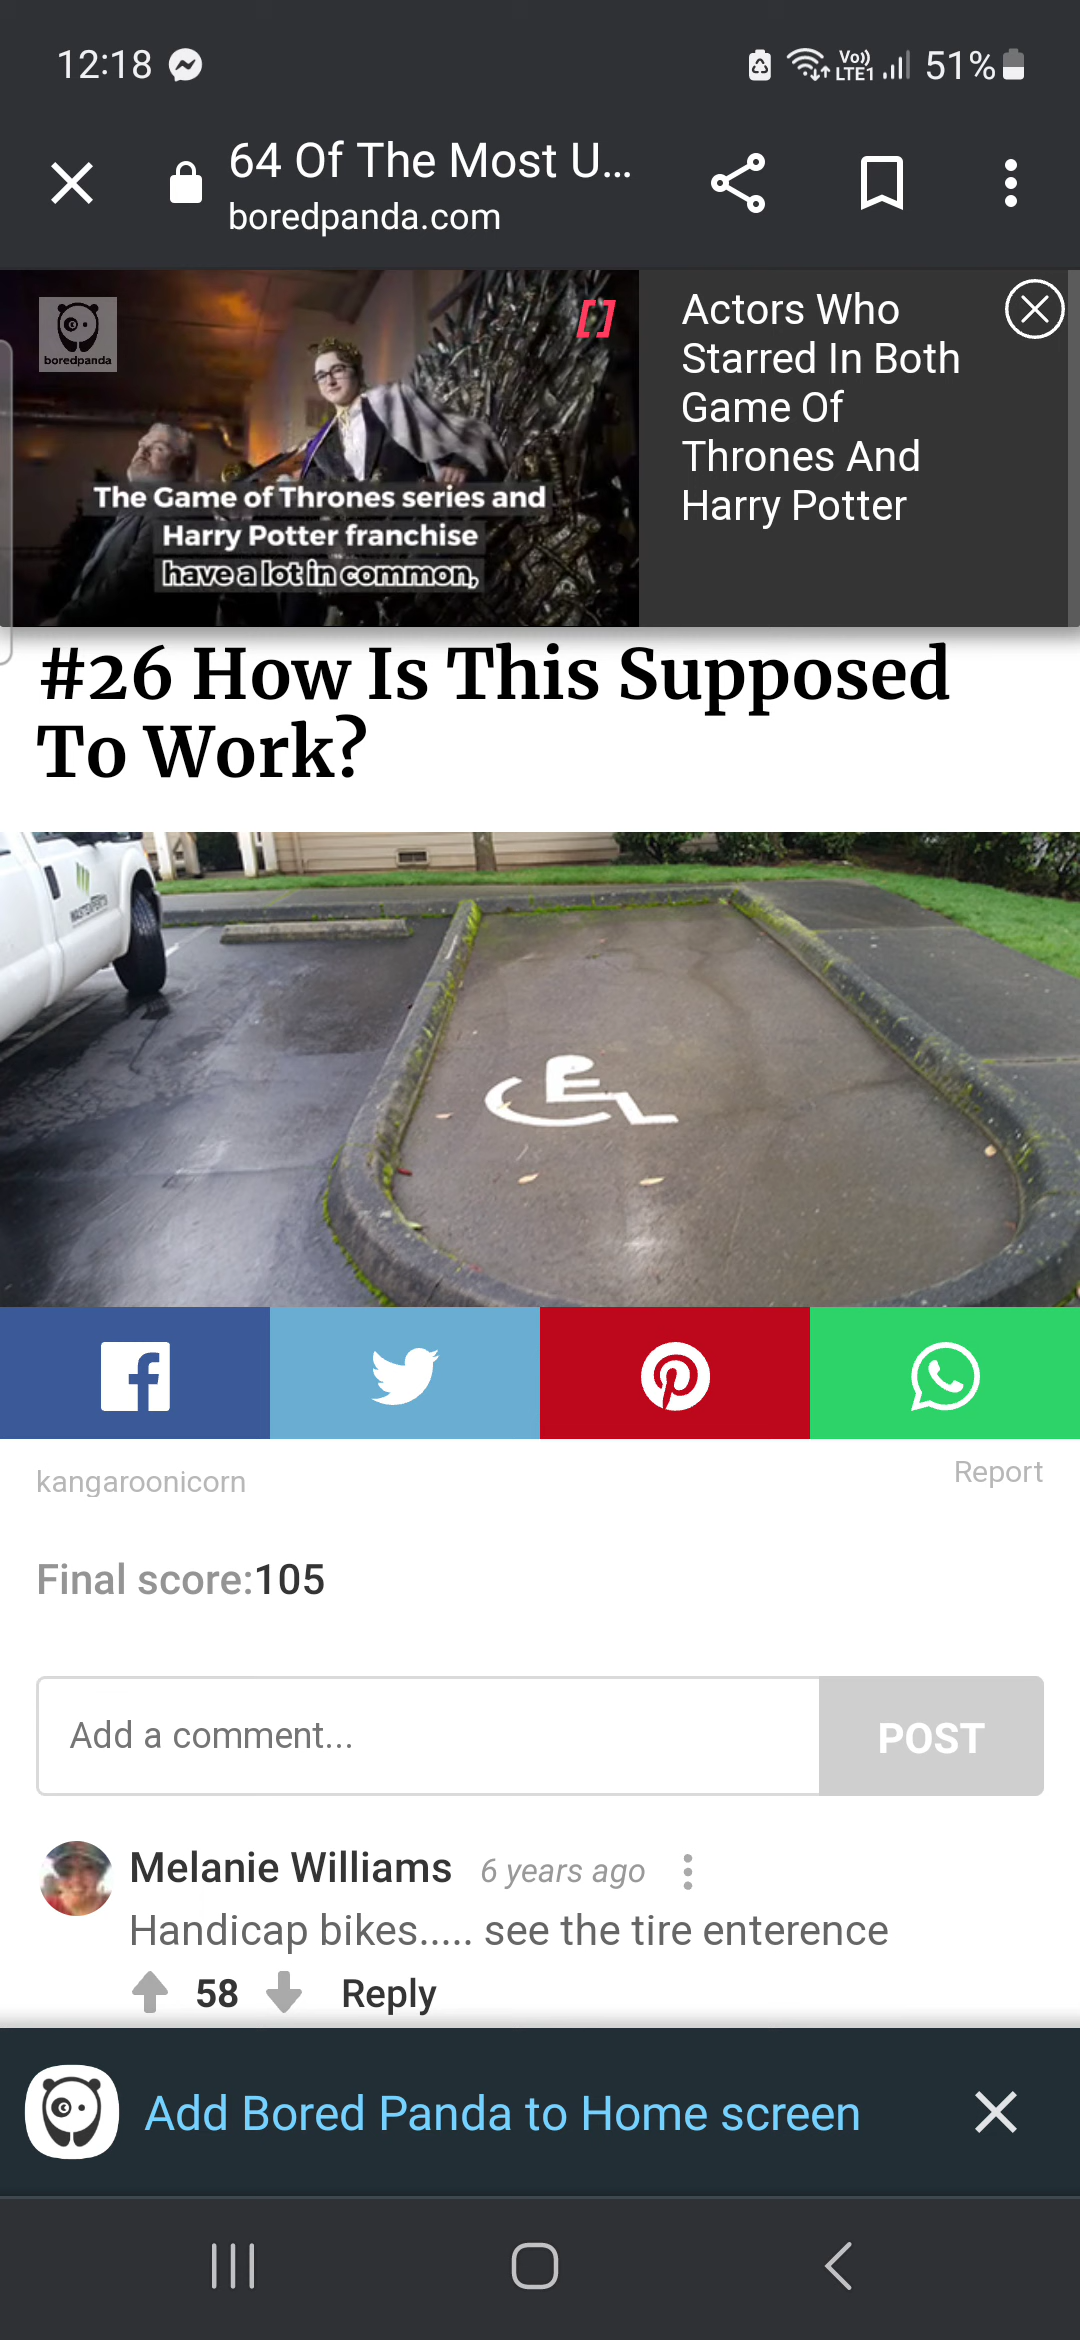 12:18
Vo)) LTE1 51%
64 Of The Most U...
boredpanda.com
boredpanda
The Game of Thrones series and
Harry Potter franchise
have a lot in common,
Actors Who
Starred In Both
Game Of
Thrones And
Harry Potter
#26 How Is This Supposed
To Work?
kangaroonicorn
Report
Final score:105
Add a comment...
POST
Melanie Williams 6 years ago
Handicap bikes..... see the tire enterence
58 Reply
Add Bored Panda to Home screen